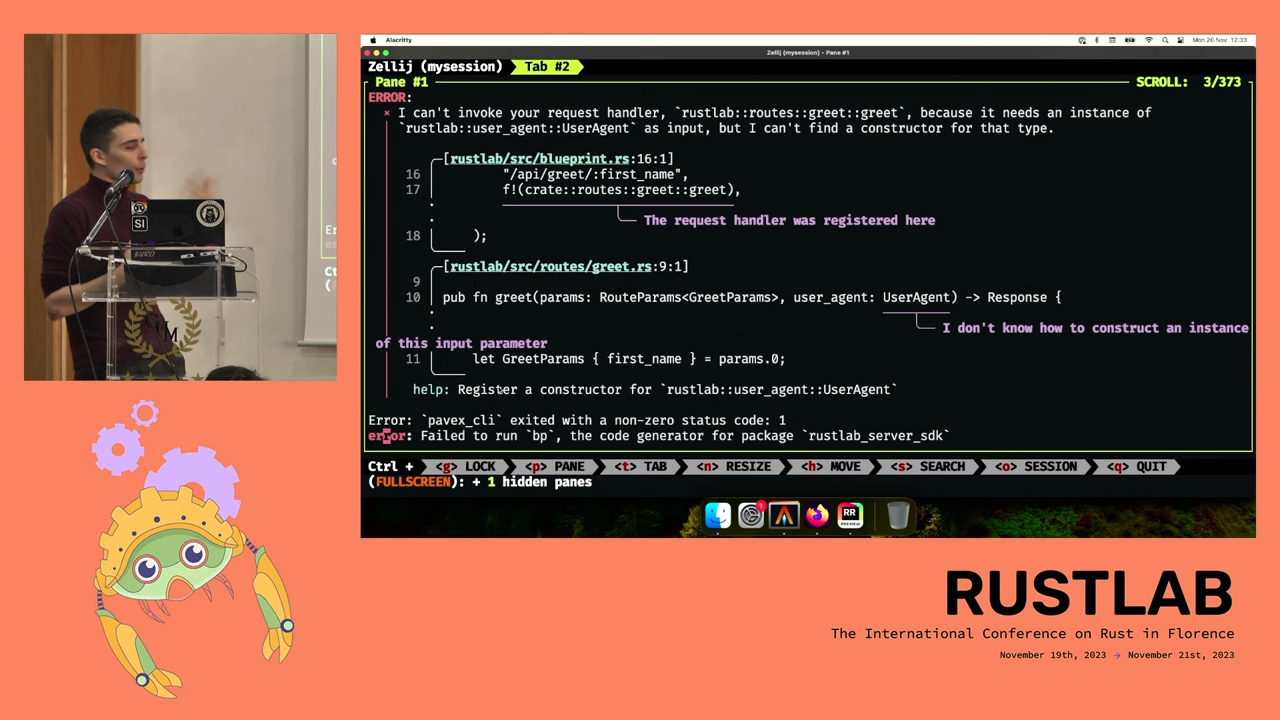 Alacritty
Mon 20 Nov 12:33
Zellij (mysession) - Pane #1
Zellij (mysession) Tab #2
Pane #1 SCROLL: 3/373
ERROR:
× I can't invoke your request handler, `rustlab::routes::greet::greet`, because it needs an instance of
`rustlab::user_agent::UserAgent` as input, but I can't find a constructor for that type.
[rustlab/src/blueprint.rs:16:1]
16 "/api/greet/:first_name",
17 f!(crate::routes::greet::greet),
The request handler was registered here
18 );
[rustlab/src/routes/greet.rs:9:1]
9
10 pub fn greet(params: RouteParams<GreetParams>, user_agent: UserAgent) -> Response {
I don't know how to construct an instance
of this input parameter
11 let GreetParams { first_name } = params.0;
help: Register a constructor for `rustlab::user_agent::UserAgent`
Error: `pavex_cli` exited with a non-zero status code: 1
error: Failed to run `bp`, the code generator for package `rustlab_server_sdk`
Ctrl + <g> LOCK <p> PANE <t> TAB <n> RESIZE <h> MOVE <s> SEARCH <o> SESSION <q> QUIT
(FULLSCREEN): + 1 hidden panes
RR
PREVIEW
SI
Er
Ct
(
RUSTLAB
The International Conference on Rust in Florence
November 19th, 2023 → November 21st, 2023